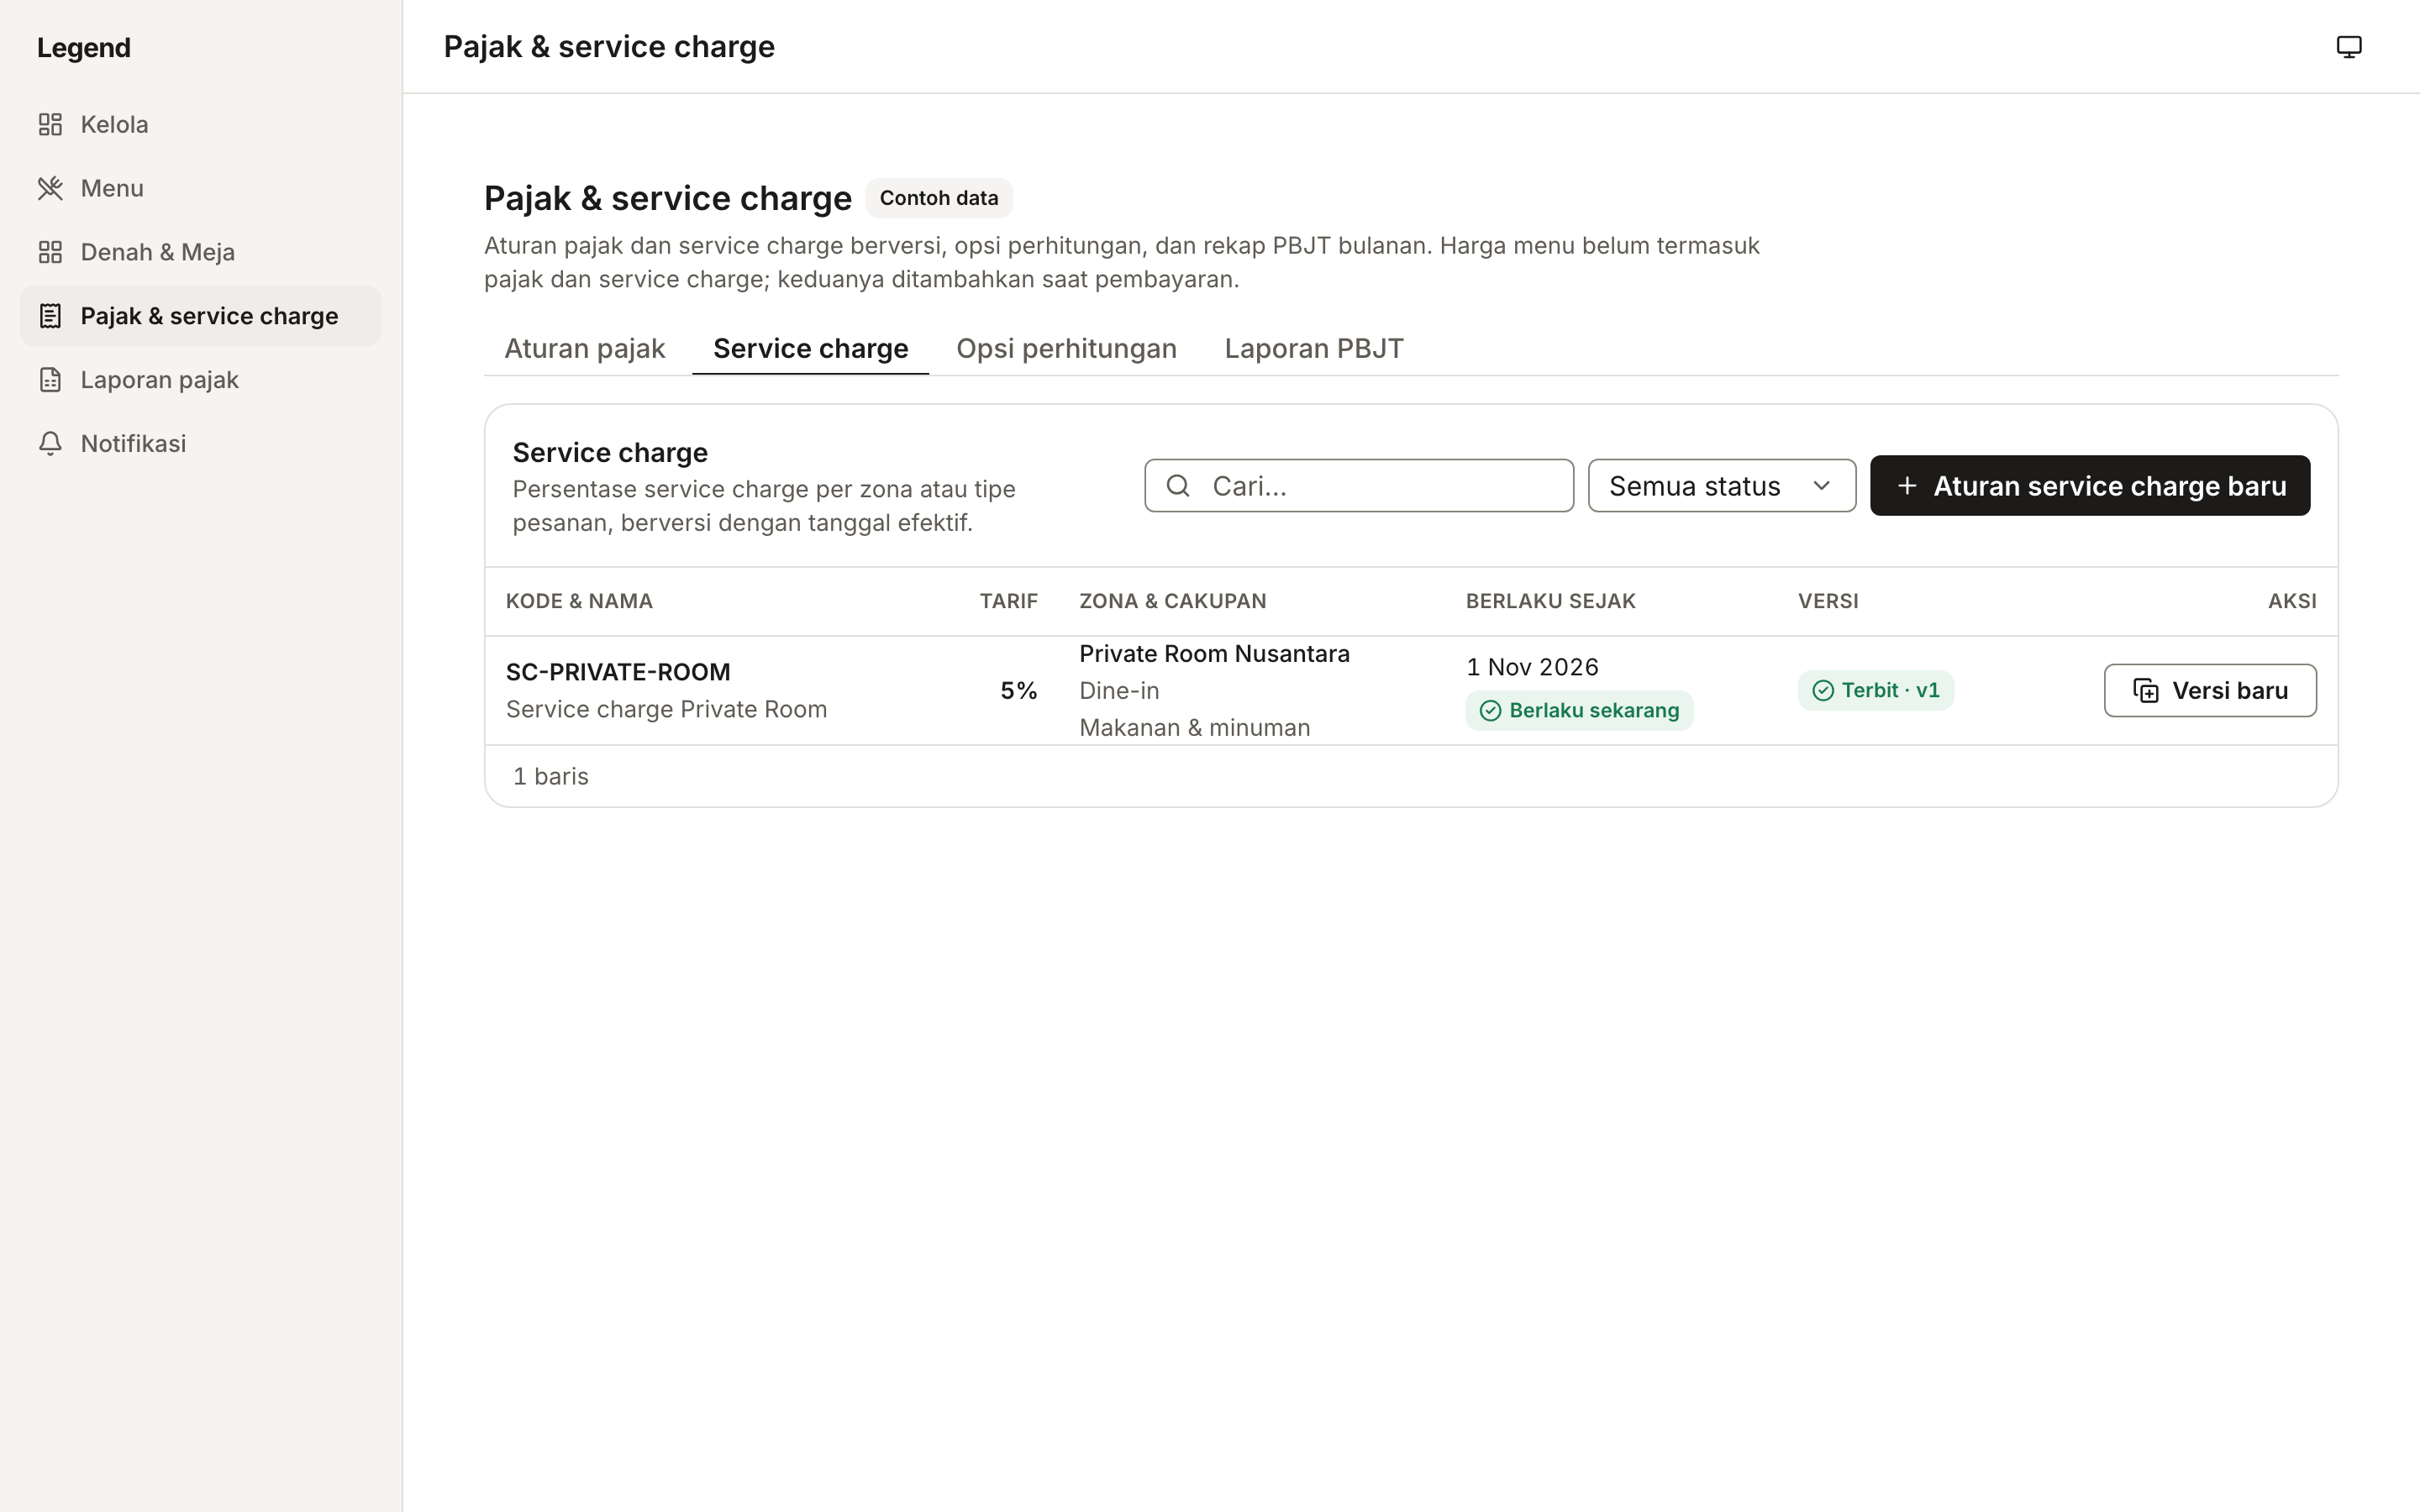 Legend
Kelola
Menu
Denah & Meja
Pajak & service charge
Laporan pajak
Notifikasi
Pajak & service charge
Pajak & service charge
Contoh data
Aturan pajak dan service charge berversi, opsi perhitungan, dan rekap PBJT bulanan. Harga menu belum termasuk
pajak dan service charge; keduanya ditambahkan saat pembayaran.
Aturan pajak
Service charge
Opsi perhitungan
Laporan PBJT
Service charge
Persentase service charge per zona atau tipe
pesanan, berversi dengan tanggal efektif.
Cari...
Semua status
Aturan service charge baru
KODE & NAMA
TARIF
ZONA & CAKUPAN
BERLAKU SEJAK
VERSI
AKSI
SC-PRIVATE-ROOM
Service charge Private Room
5%
Private Room Nusantara
Dine-in
Makanan & minuman
1 Nov 2026
Berlaku sekarang
Terbit · v1
Versi baru
1 baris